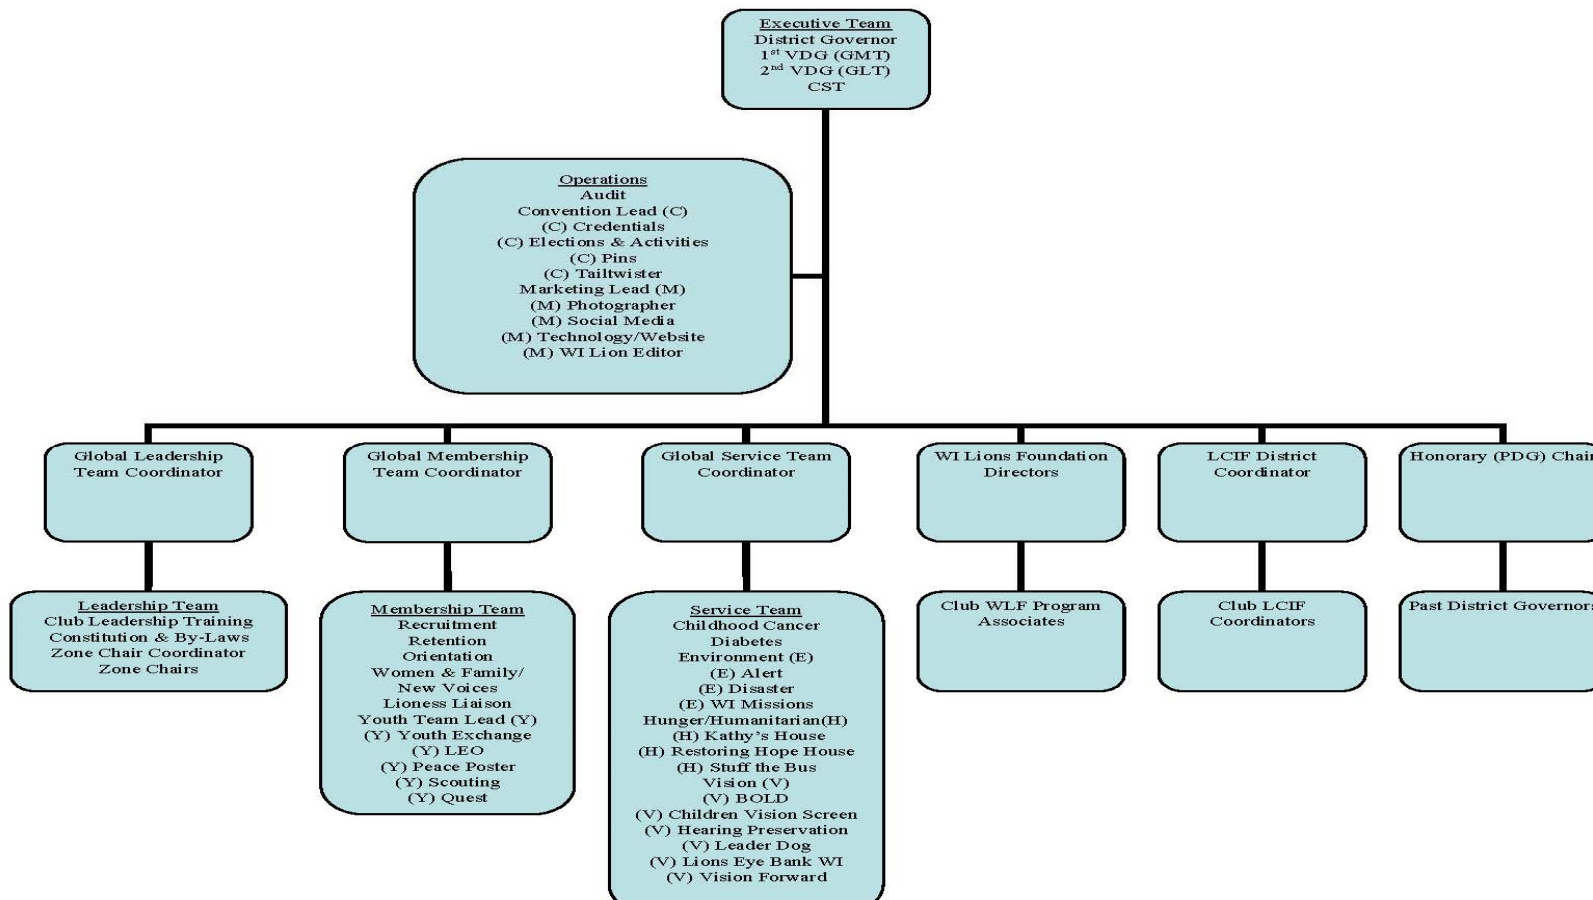 Executive Team
District Governor
1st VDG (GMT)
2nd VDG (GLT)
CST
Operations
Audit
Convention Lead (C)
(C) Credentials
(C) Elections & Activities
(C) Pins
(C) Tailtwister
Marketing Lead (M)
(M) Photographer
(M) Social Media
(M) Technology/Website
(M) WI Lion Editor
Global Leadership
Team Coordinator
Global Membership
Team Coordinator
Global Service Team
Coordinator
WI Lions Foundation
Directors
LCIF District
Coordinator
Honorary (PDG) Chair
Leadership Team
Club Leadership Training
Constitution & By-Laws
Zone Chair Coordinator
Zone Chairs
Membership Team
Recruitment
Retention
Orientation
Women & Family/
New Voices
Lioness Liaison
Youth Team Lead (Y)
(Y) Youth Exchange
(Y) LEO
(Y) Peace Poster
(Y) Scouting
(Y) Quest
Service Team
Childhood Cancer
Diabetes
Environment (E)
(E) Alert
(E) Disaster
(E) WI Missions
Hunger/Humanitarian(H)
(H) Kathy's House
(H) Restoring Hope House
(H) Stuff the Bus
Vision (V)
(V) BOLD
(V) Children Vision Screen
(V) Hearing Preservation
(V) Leader Dog
(V) Lions Eye Bank WI
(V) Vision Forward
Club WLF Program
Associates
Club LCIF
Coordinators
Past District Governors